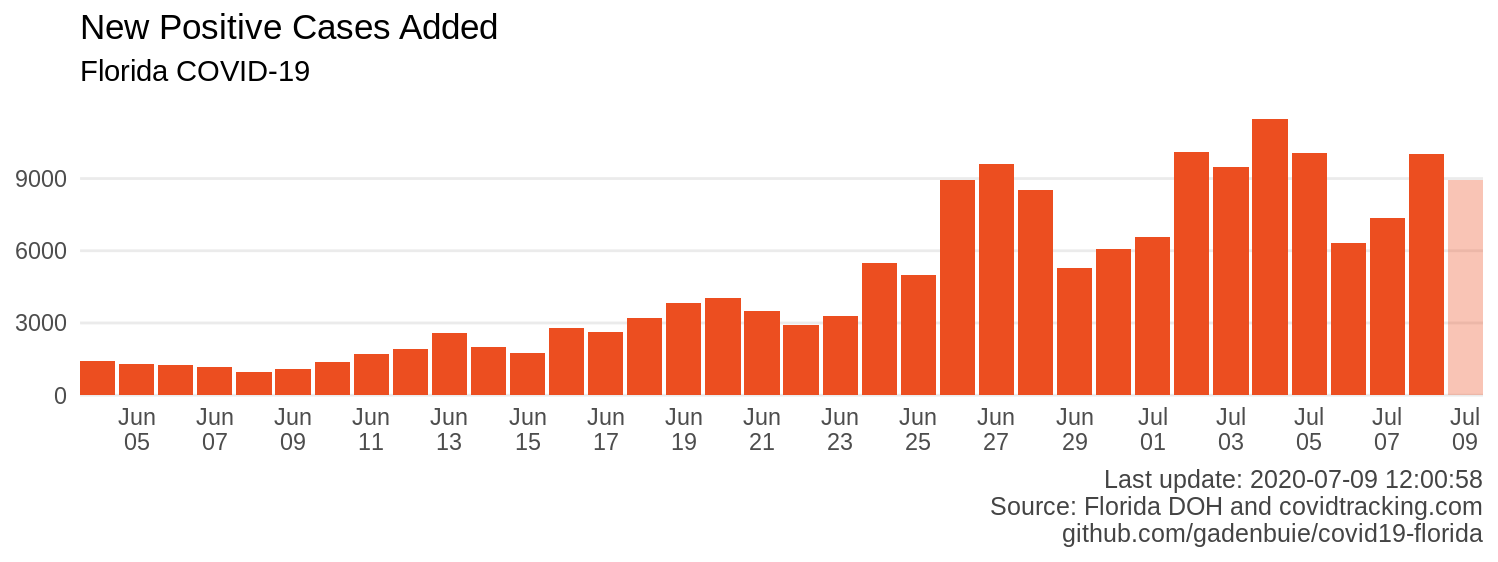 New Positive Cases Added
Florida COVID-19
9000
6000
3000
0
Jun Jun Jun Jun Jun Jun Jun Jun Jun Jun Jun Jun Jun Jul Jul Jul Jul Jul
05 07 09 11 13 15 17 19 21 23 25 27 29 01 03 05 07 09
Last update: 2020-07-09 12:00:58
Source: Florida DOH and covidtracking.com
github.com/gadenbuie/covid19-florida